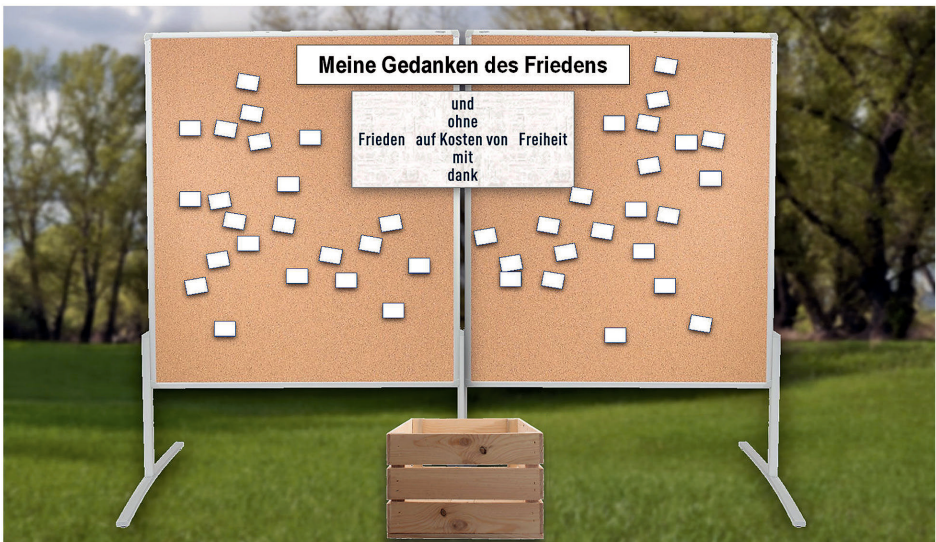 Meine Gedanken des Friedens
und
ohne
Frieden auf Kosten von Freiheit
mit
dank